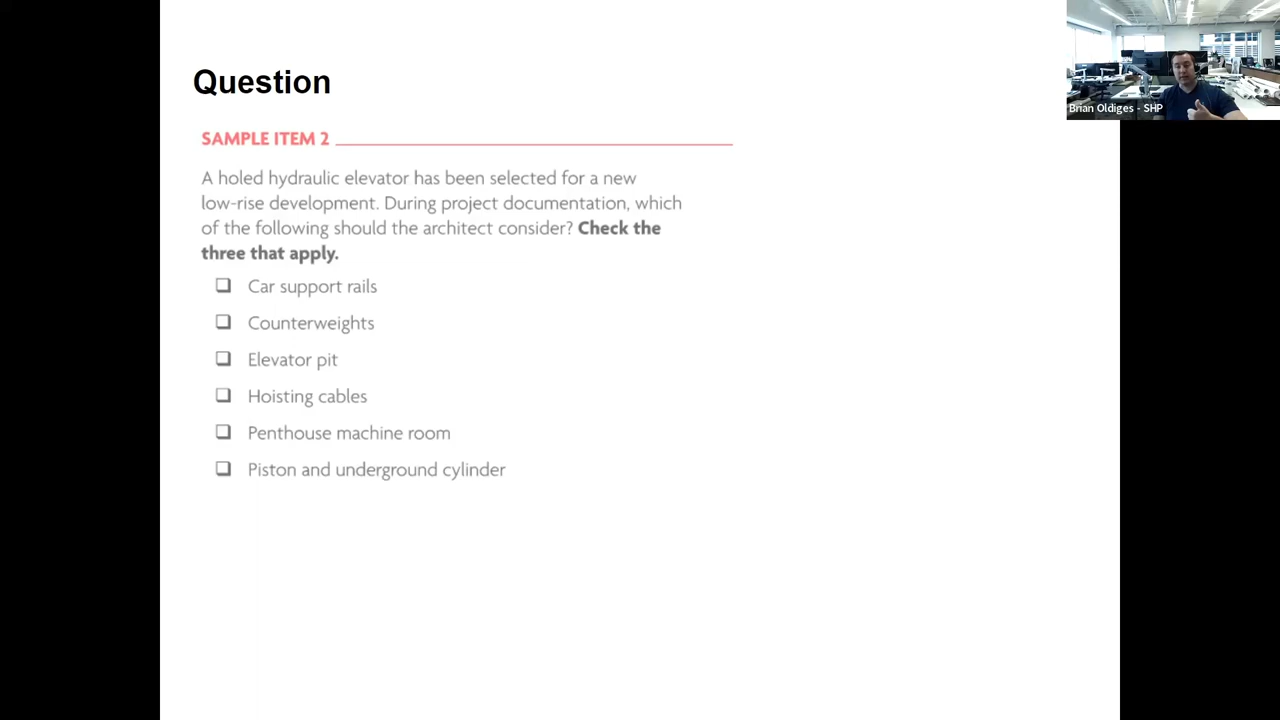 Question
SAMPLE ITEM 2
A holed hydraulic elevator has been selected for a new
low-rise development. During project documentation, which
of the following should the architect consider? Check the
three that apply.
Car support rails
Counterweights
Elevator pit
Hoisting cables
Penthouse machine room
Piston and underground cylinder
Brian Oldiges - SHP